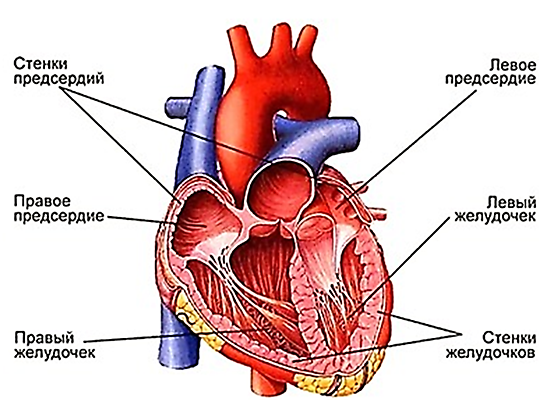 Стенки
предсердий
Левое
предсердие
Правое
предсердие
Левый
желудочек
Правый
желудочек
Стенки
желудочков